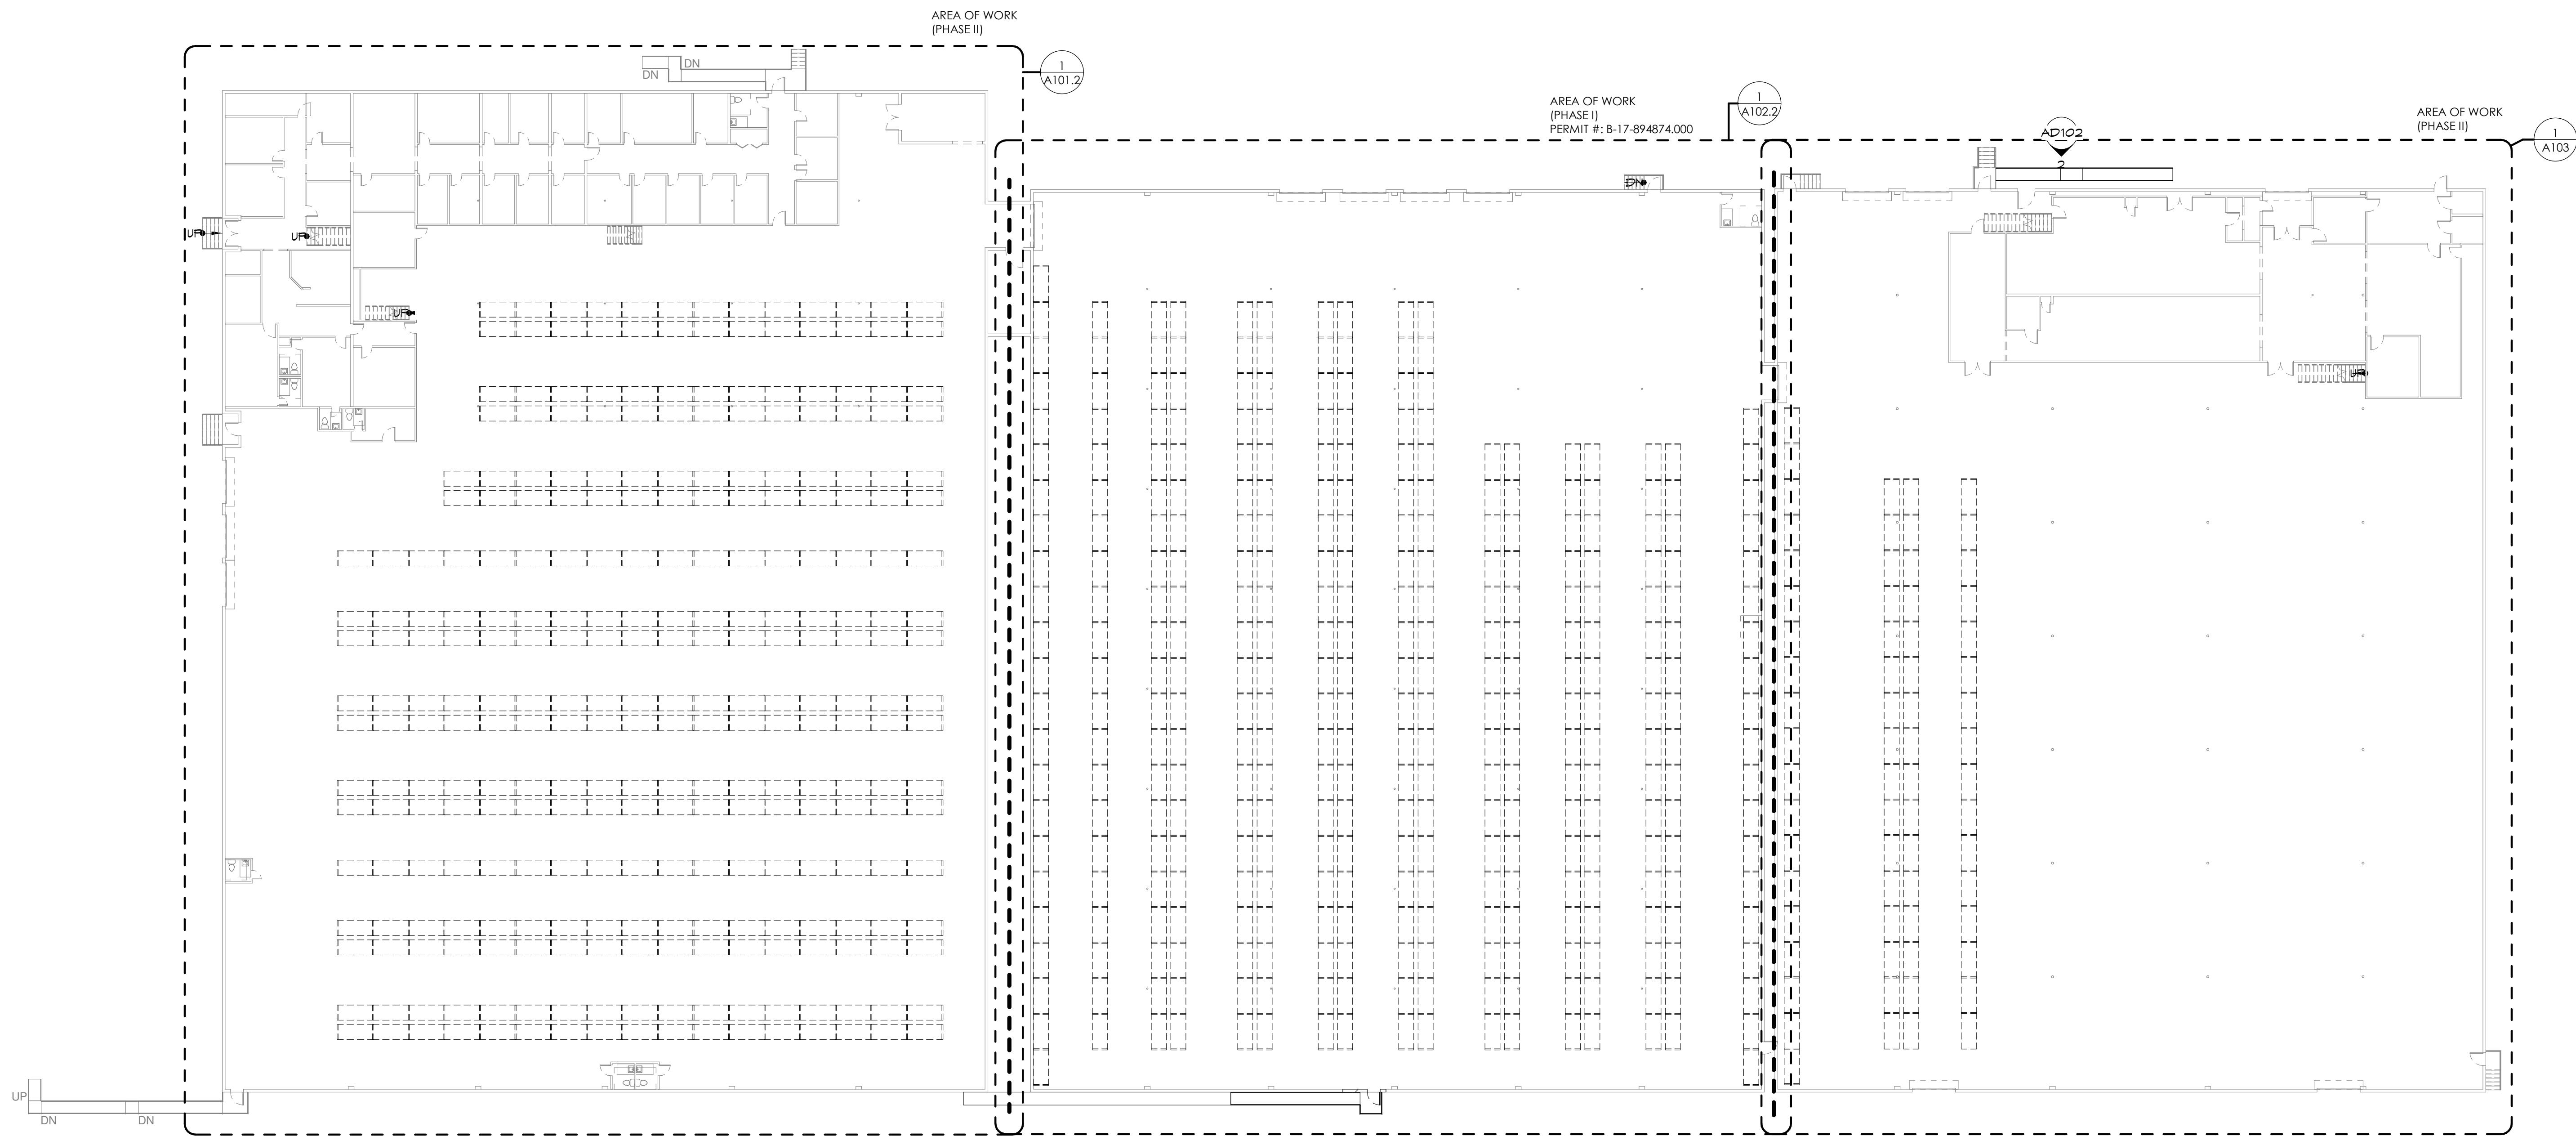 AREA OF WORK
(PHASE II)
1
A101.2
DN
DN
AREA OF WORK
(PHASE I)
PERMIT #: B-17-894874.000
1
A102.2
AREA OF WORK
(PHASE II)
1
A103
AD102
2
DN
UP
UP
UP
UP
UP
DN
DN